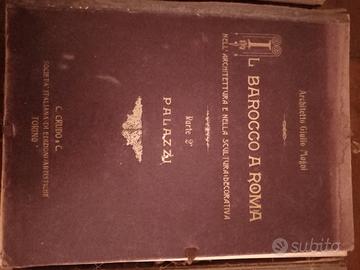 Architetto Giulio Magni
IL BAROCCO A ROMA
NELL'ARCHITETTURA E NELLA SCULTURA DECORATIVA
Parte 2ª
PALAZZI
C. CRUDO & C.
SOCIETÀ ITALIANA DI EDIZIONI ARTISTICHE
TORINO
subito